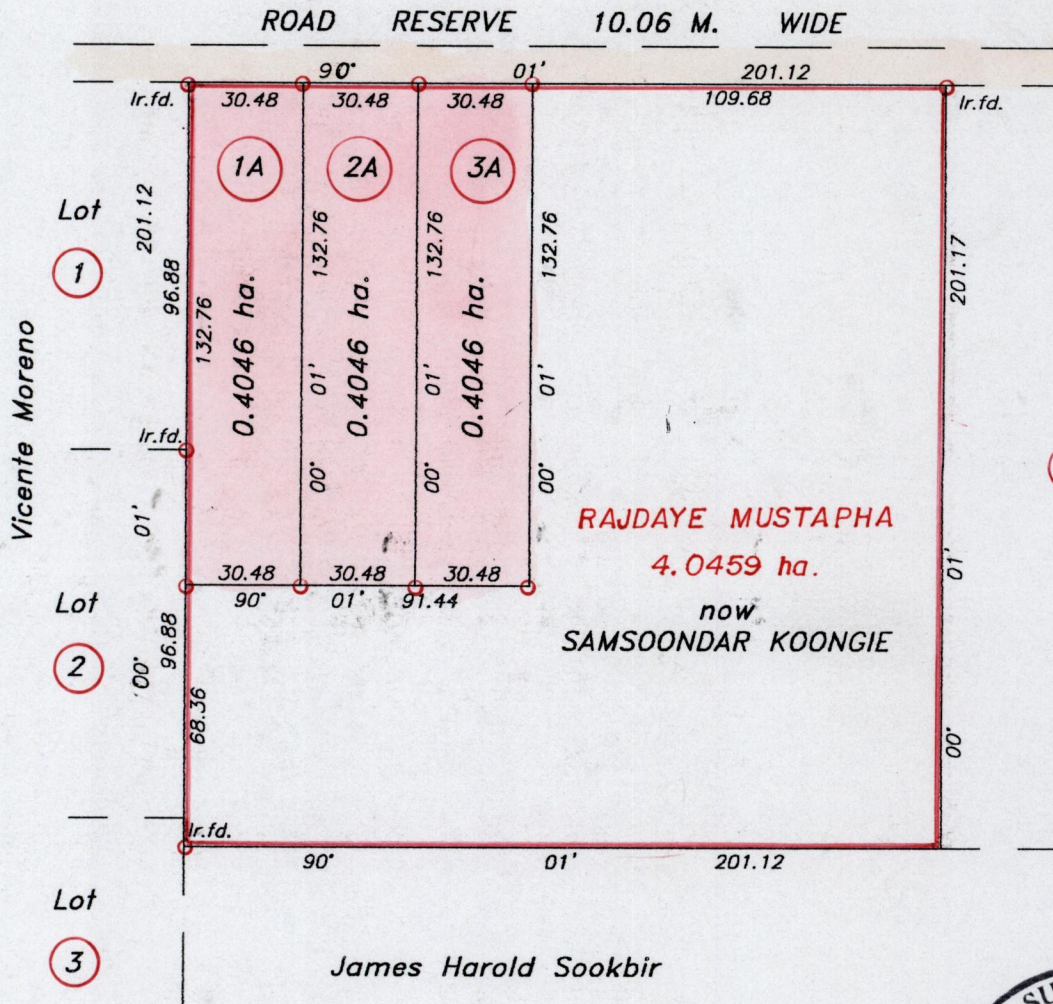 ROAD RESERVE 10.06 M. WIDE
90° 01' 201.12
Ir.fd. 30.48 30.48 30.48 109.68 Ir.fd.
1A 2A 3A
Lot
1
Vicente Moreno
201.12
96.88
132.76
132.76
132.76
132.76
201.17
0.4046 ha.
0.4046 ha.
0.4046 ha.
01' 01' 01'
Ir.fd.
00° 00° 00°
01'
RAJDAYE MUSTAPHA
4.0459 ha.
now
SAMSOONDAR KOONGIE
01'
30.48 30.48 30.48
90° 01' 91.44
Lot
2
00°
96.88
68.36
00°
Ir.fd.
90° 01' 201.12
Lot
3
James Harold Sookbir
SU